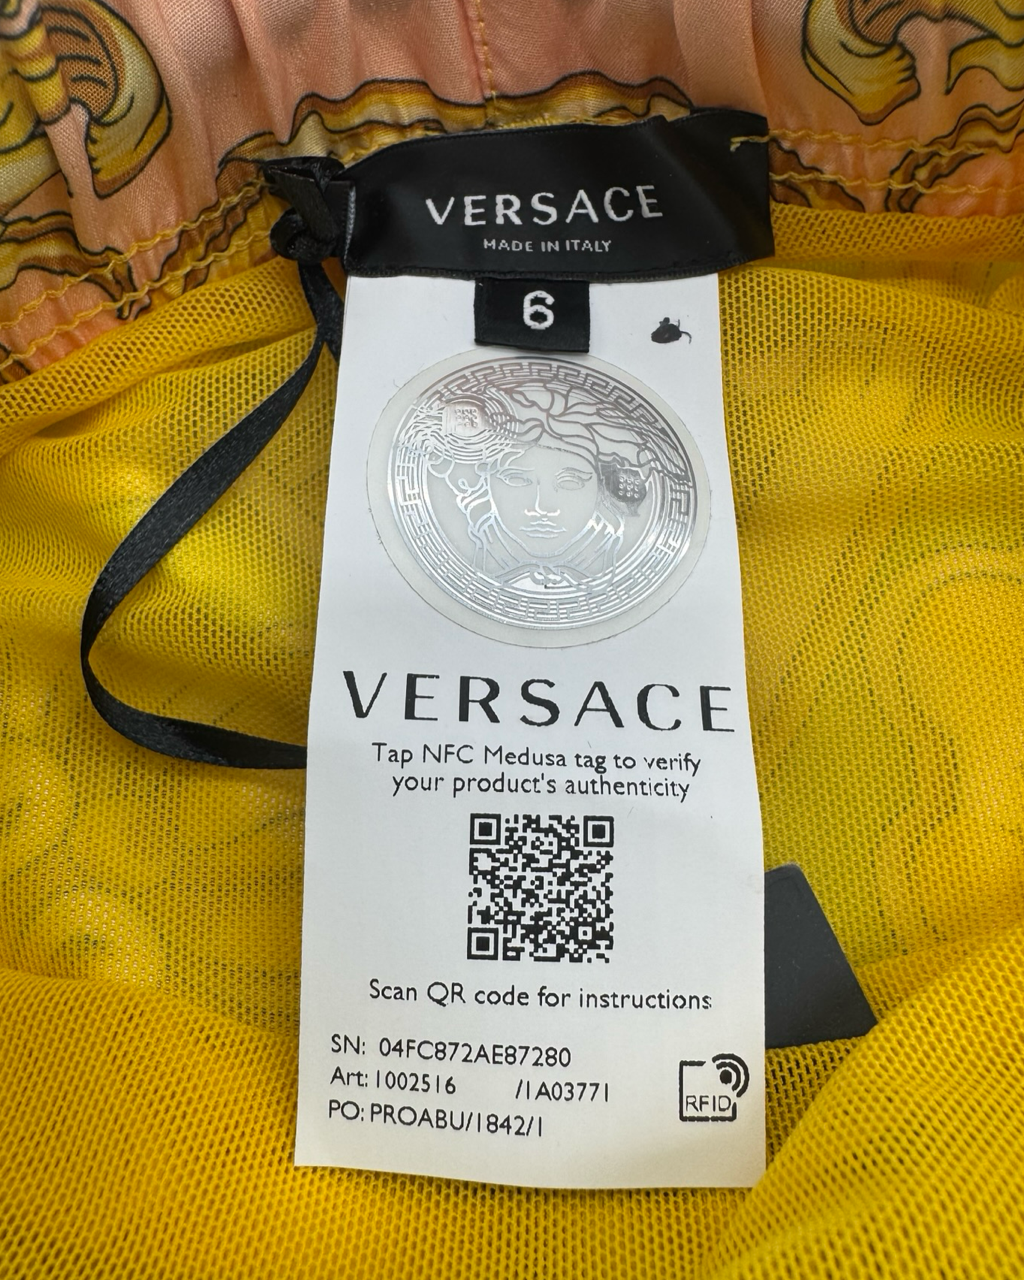 VERSACE
MADE IN ITALY
6
VERSACE
Tap NFC Medusa tag to verify
your product's authenticity
Scan QR code for instructions
SN: 04FC872AE87280
Art: 1002516 /1A03771
PO: PROABU/1842/1
RFID